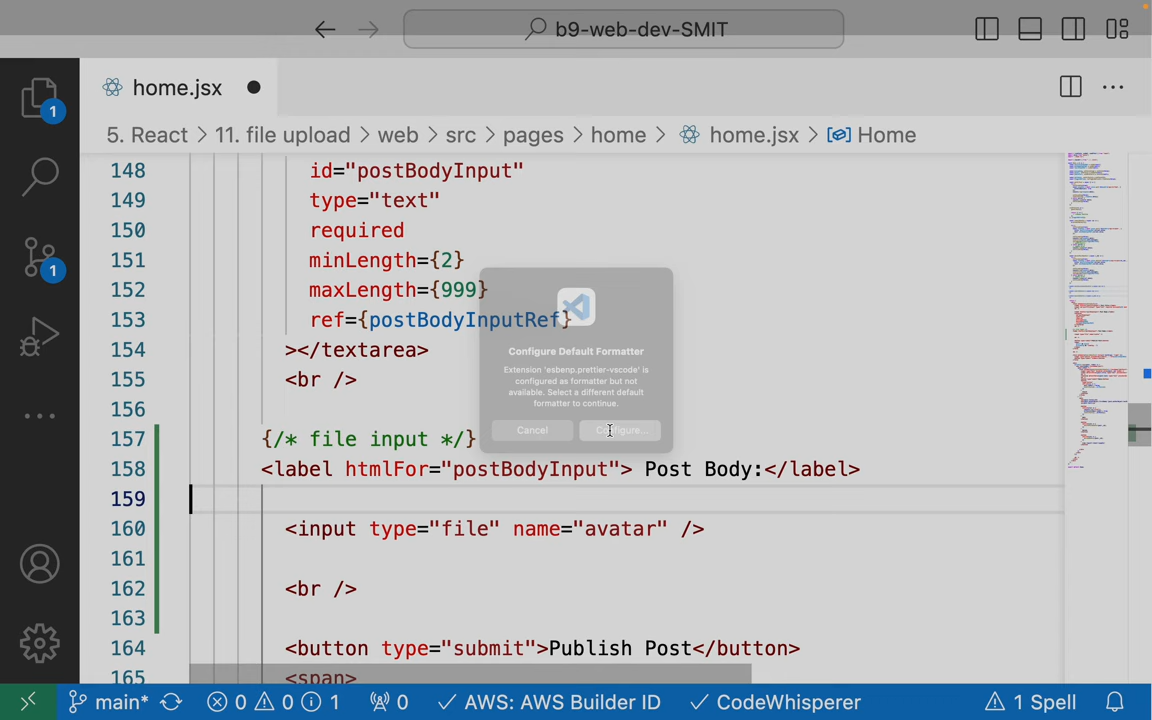 b9-web-dev-SMIT
home.jsx
5. React > 11. file upload > web > src > pages > home > home.jsx > Home
148 id="postBodyInput"
149 type="text"
150 required
151 minLength={2}
152 maxLength={999}
153 ref={postBodyInputRef}
154 ></textarea>
155 <br />
156
157 {/* file input */}
158 <label htmlFor="postBodyInput"> Post Body:</label>
159
160 <input type="file" name="avatar" />
161
162 <br />
163
164 <button type="submit">Publish Post</button>
165 <span>
Configure Default Formatter
Extension 'esbenp.prettier-vscode' is
configured as formatter but not
available. Select a different default
formatter to continue.
Cancel Configure...
1
1
main* 0 0 1 0 AWS: AWS Builder ID CodeWhisperer 1 Spell